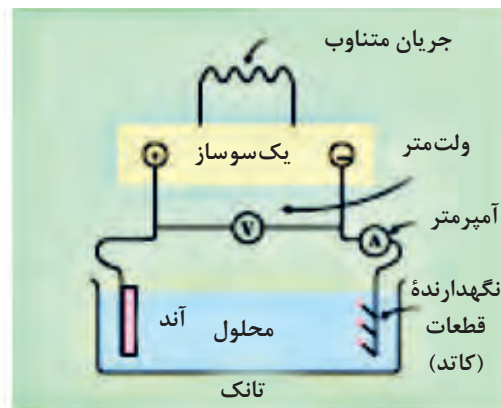 جریان متناوب
یک‌سوساز
+
−
ولت‌متر
V
آمپرمتر
A
نگهدارندهٔ
قطعات
(کاتد)
آند
محلول
تانک